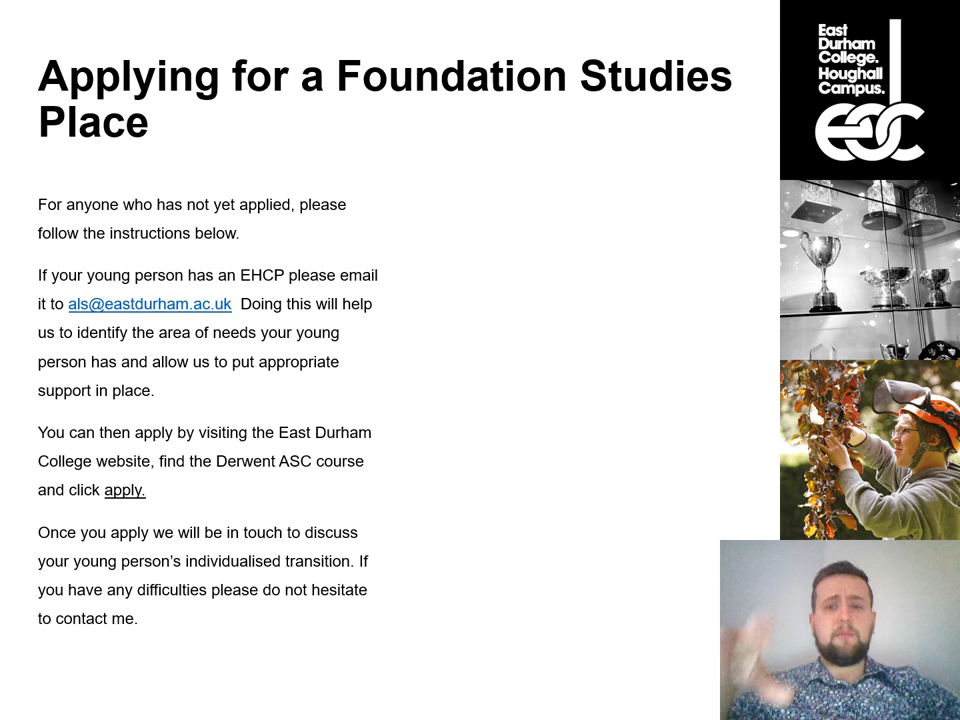 Applying for a Foundation Studies
Place
For anyone who has not yet applied, please
follow the instructions below.
If your young person has an EHCP please email
it to als@eastdurham.ac.uk Doing this will help
us to identify the area of needs your young
person has and allow us to put appropriate
support in place.
You can then apply by visiting the East Durham
College website, find the Derwent ASC course
and click apply.
Once you apply we will be in touch to discuss
your young person’s individualised transition. If
you have any difficulties please do not hesitate
to contact me.
East
Durham
College.
Houghall
Campus.
edc